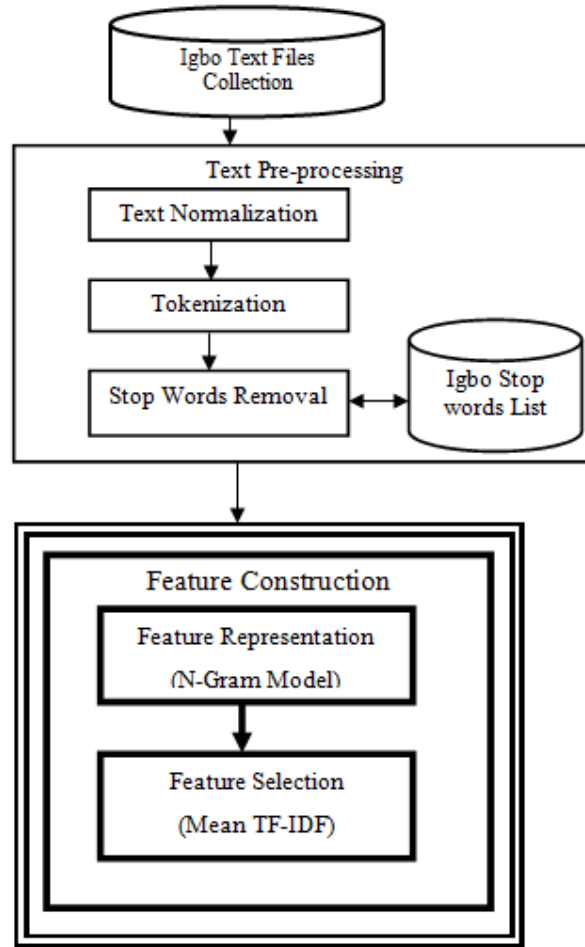 Igbo Text Files
Collection
Text Pre-processing
Text Normalization
Tokenization
Stop Words Removal
Igbo Stop
words List
Feature Construction
Feature Representation
(N-Gram Model)
Feature Selection
(Mean TF-IDF)